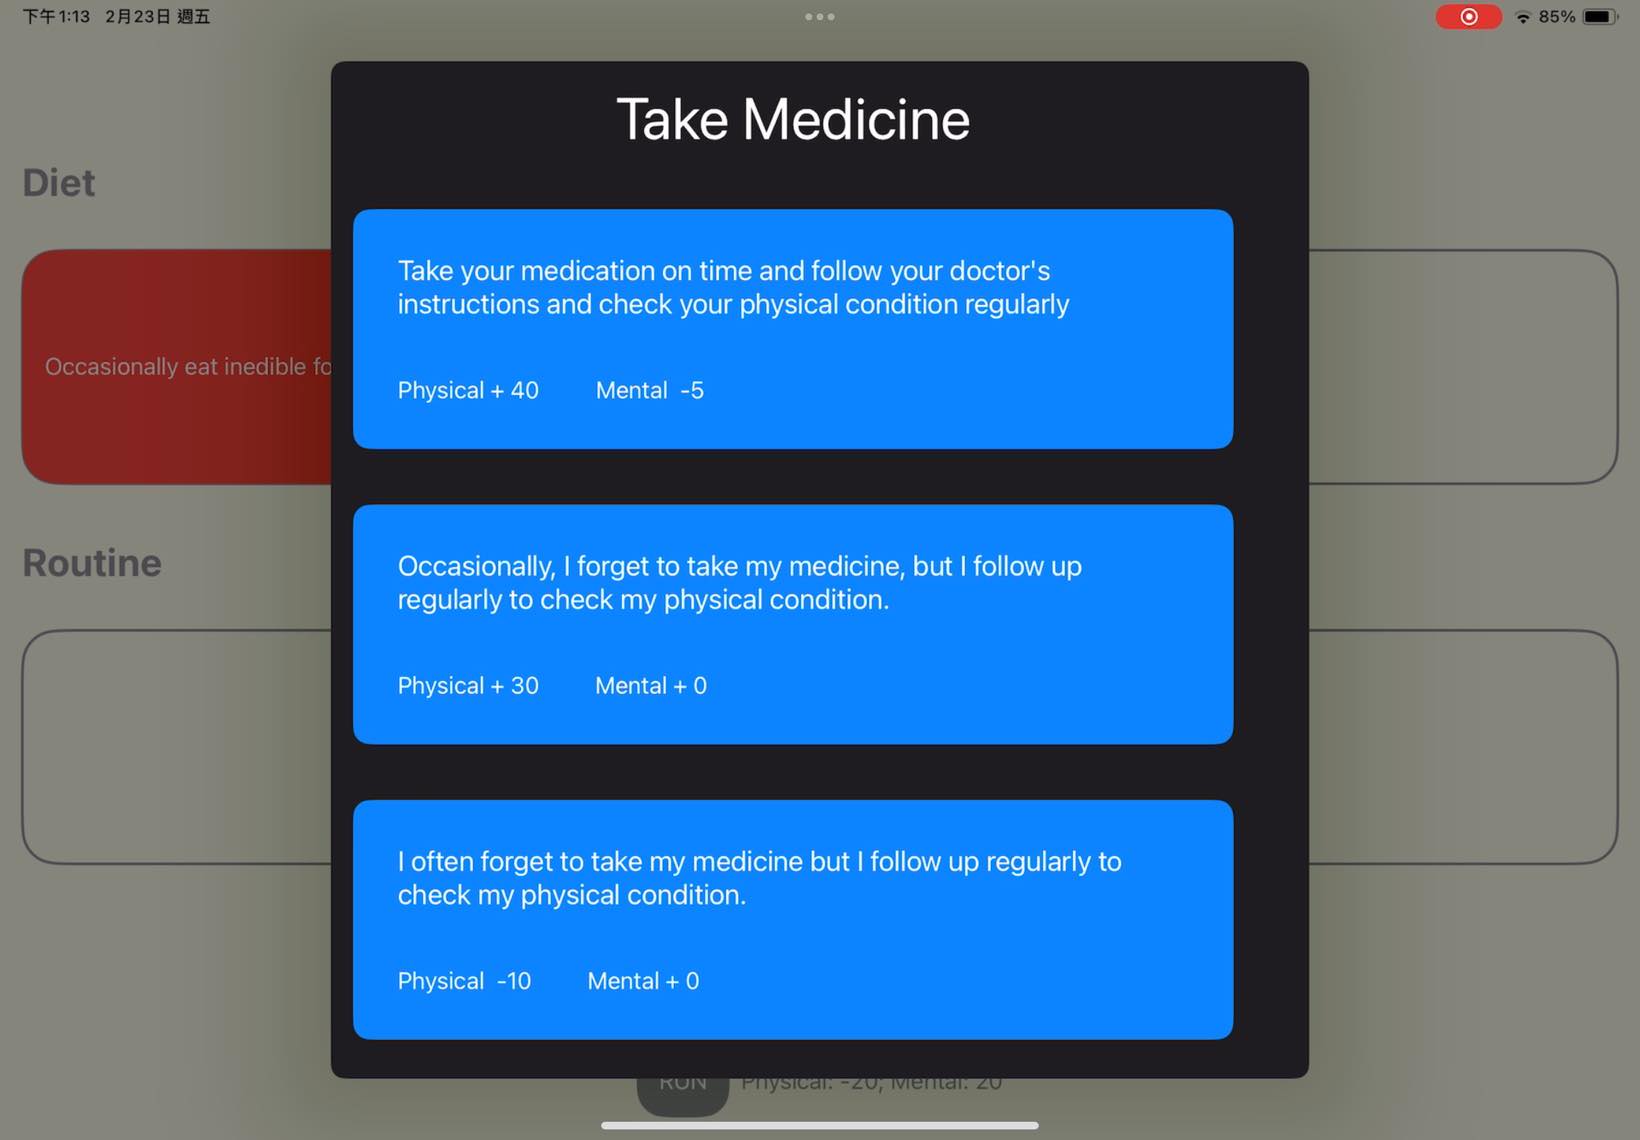 下午1:13 2月23日 週五
85%
Take Medicine
Diet
Take your medication on time and follow your doctor's
instructions and check your physical condition regularly
Physical + 40 Mental -5
Occasionally eat inedible
Routine
Occasionally, I forget to take my medicine, but I follow up
regularly to check my physical condition.
Physical + 30 Mental + 0
I often forget to take my medicine but I follow up regularly to
check my physical condition.
Physical -10 Mental + 0
RUN Physical: -20; Mental: 20